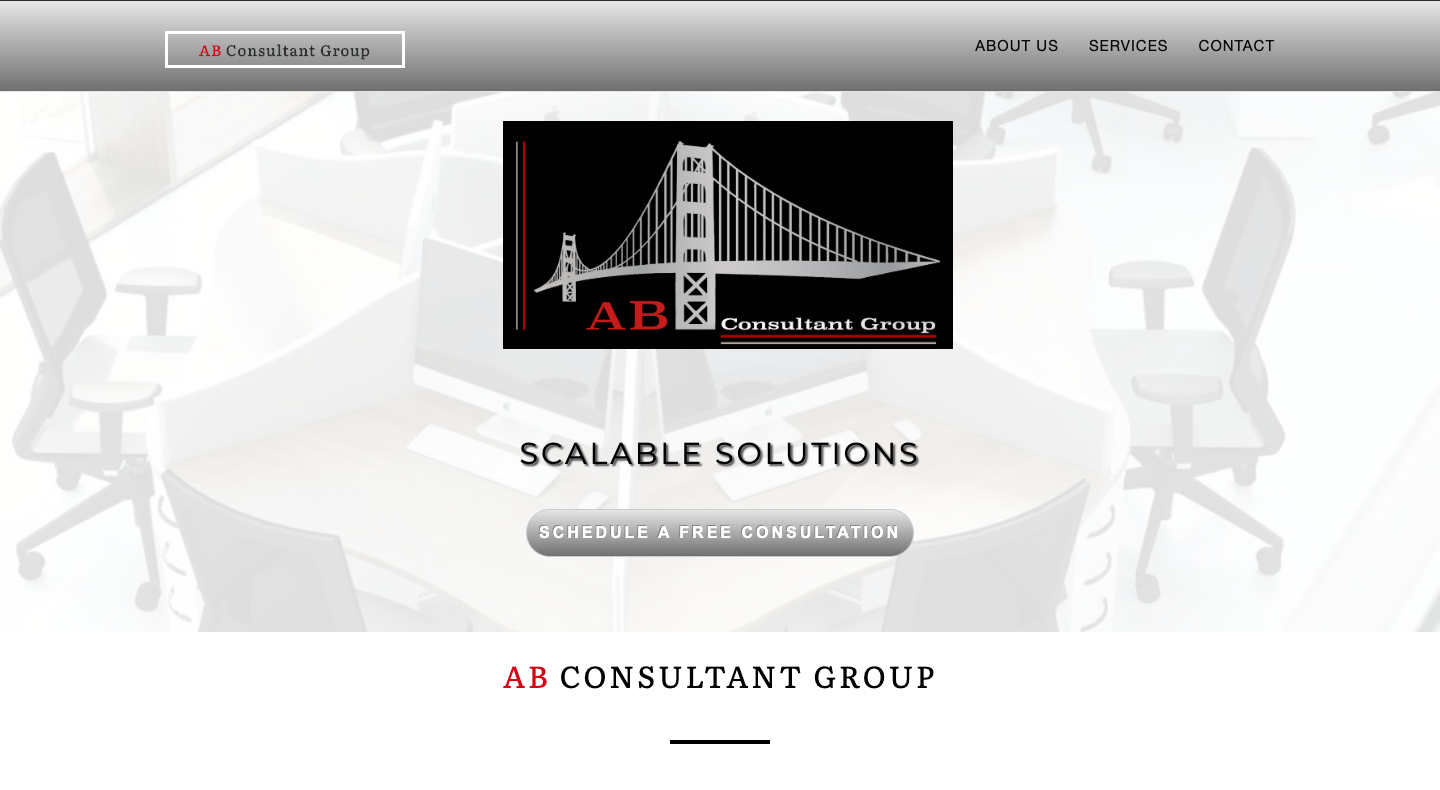 AB Consultant Group
ABOUT US SERVICES CONTACT
AB Consultant Group
SCALABLE SOLUTIONS
SCHEDULE A FREE CONSULTATION
AB CONSULTANT GROUP